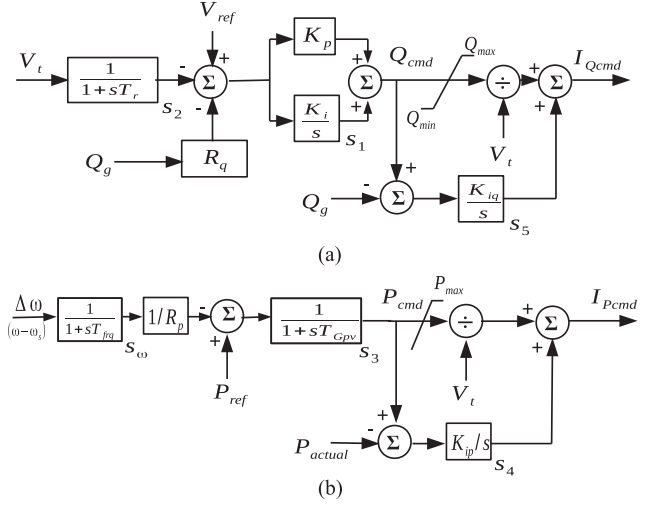 V_ref
V_t
1 / (1 + sT_r)
s_2
-
+
Σ
-
K_p
K_i / s
s_1
+
Σ
+
Q_cmd
Q_max
Q_min
÷
V_t
+
Σ
+
I_Qcmd
Q_g
R_q
Q_g
-
+
Σ
K_iq / s
s_5
(a)
Δω
(ω-ω_s)
1 / (1 + sT_frq)
s_ω
1/R_p
-
Σ
+
P_ref
1 / (1 + sT_Gpv)
s_3
P_cmd
P_max
÷
V_t
+
Σ
+
I_Pcmd
P_actual
-
+
Σ
K_ip/s
s_4
(b)